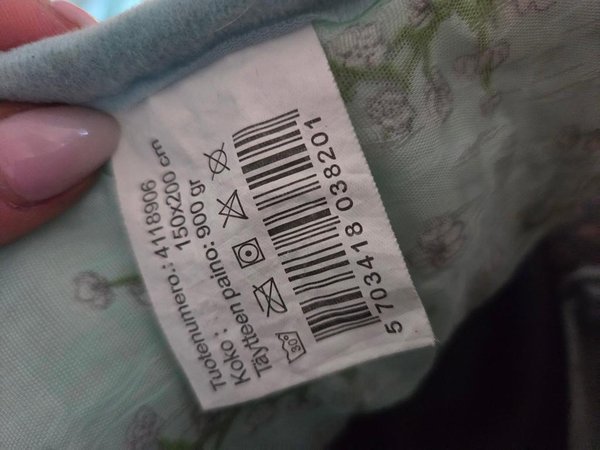 Tuotenumero.: 4118906
Koko : 150x200 cm
Täytteen paino: 900 gr
30°
5 703418 038201